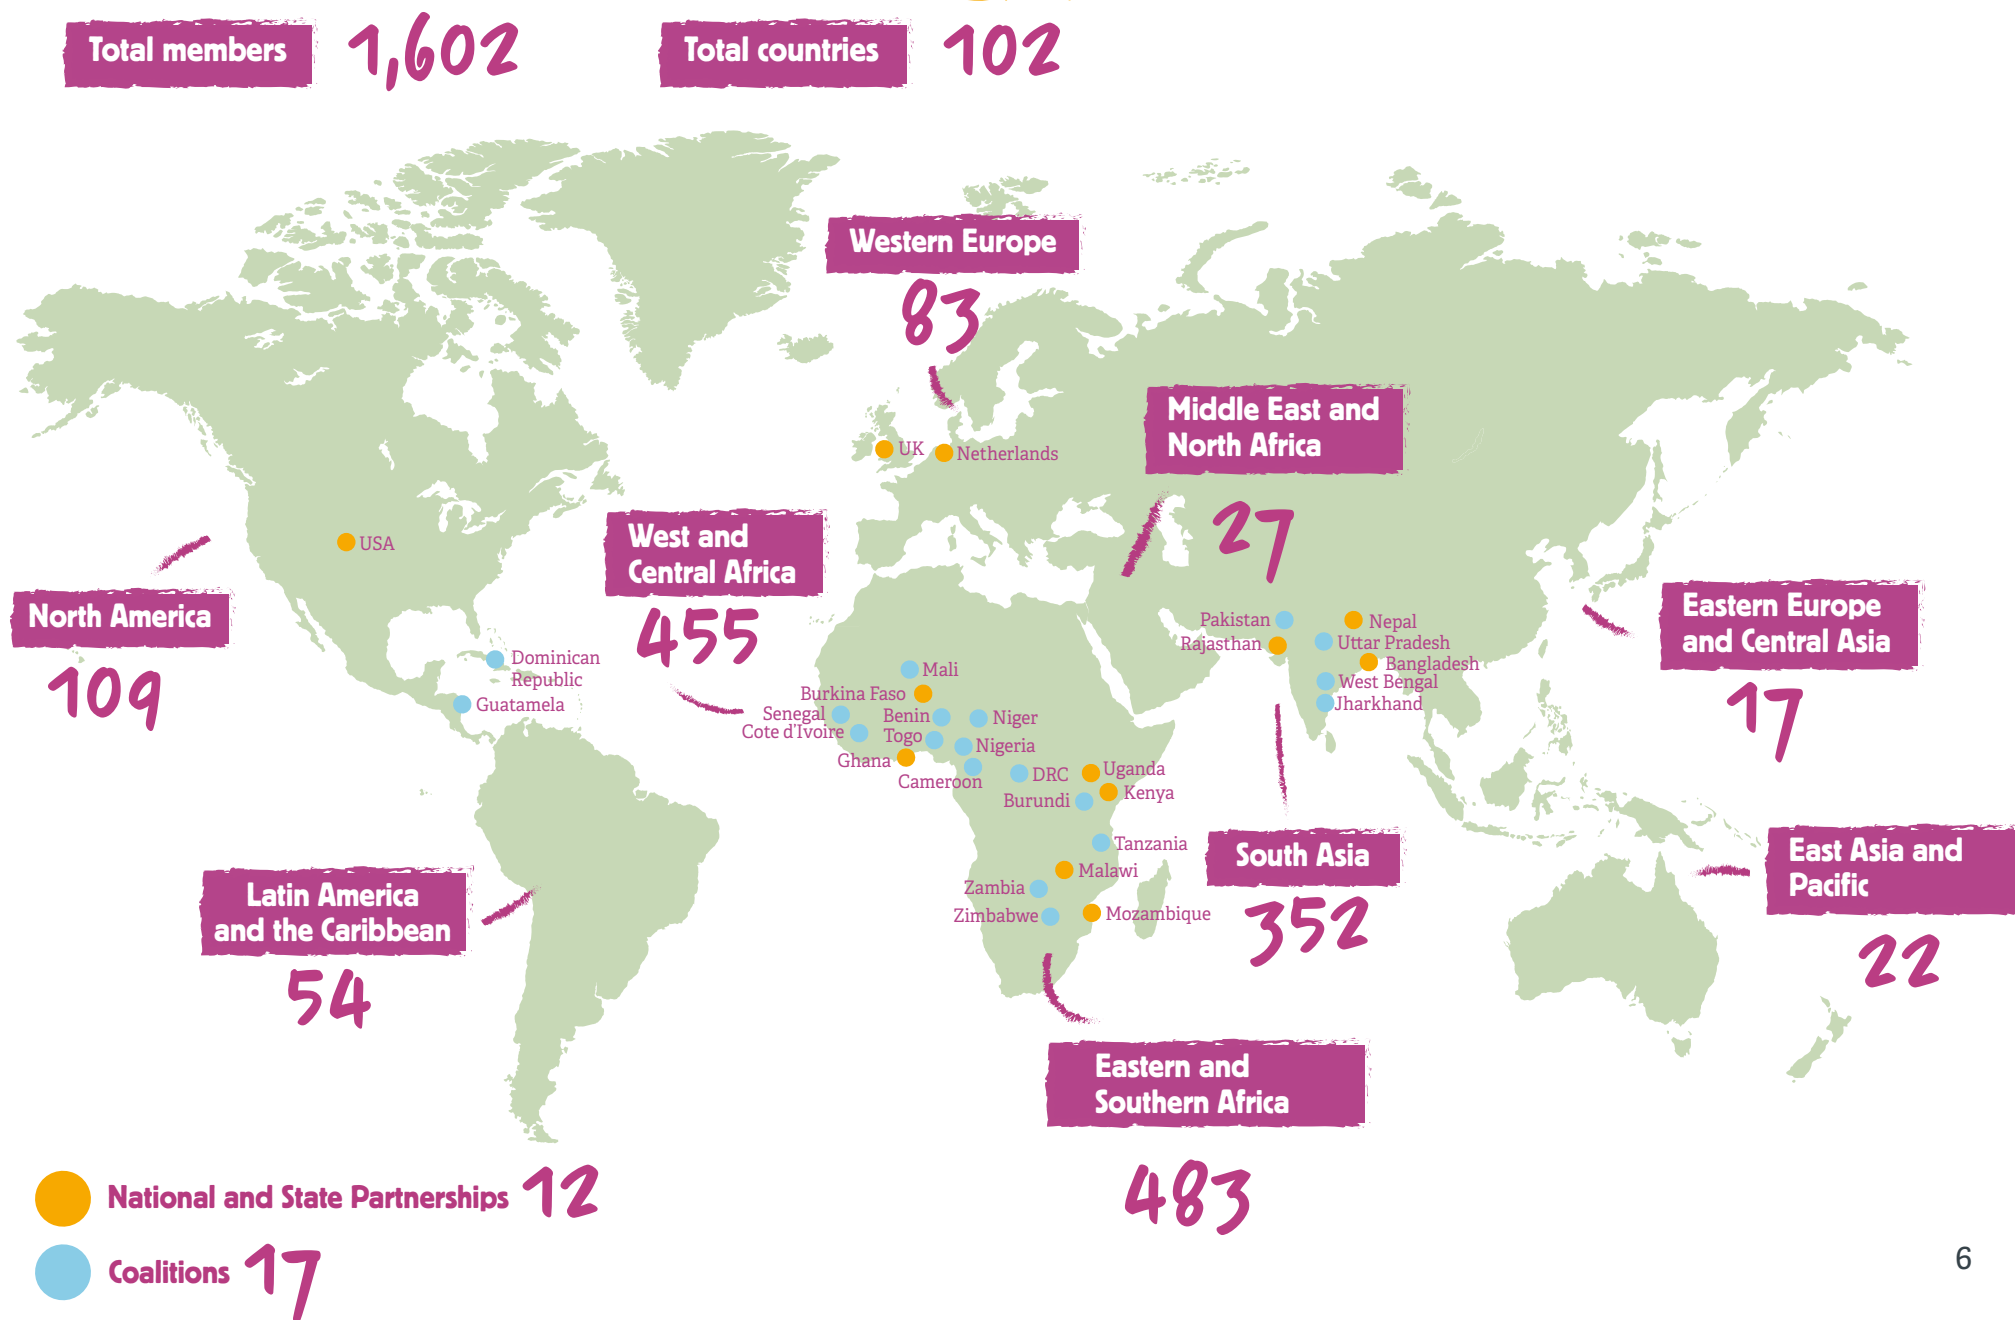 Total members 1,602 Total countries 102
Western Europe
83
Middle East and
North Africa
27
UK
Netherlands
West and
Central Africa
455
USA
North America
109
Eastern Europe
and Central Asia
17
Pakistan
Nepal
Rajasthan
Uttar Pradesh
Bangladesh
West Bengal
Jharkhand
Dominican
Republic
Guatamela
Mali
Burkina Faso
Senegal
Benin
Niger
Cote d'Ivoire
Togo
Nigeria
Ghana
Cameroon
DRC
Uganda
Kenya
Burundi
Tanzania
Malawi
Zambia
Zimbabwe
Mozambique
South Asia
352
East Asia and
Pacific
22
Latin America
and the Caribbean
54
Eastern and
Southern Africa
483
National and State Partnerships 12
Coalitions 17
6